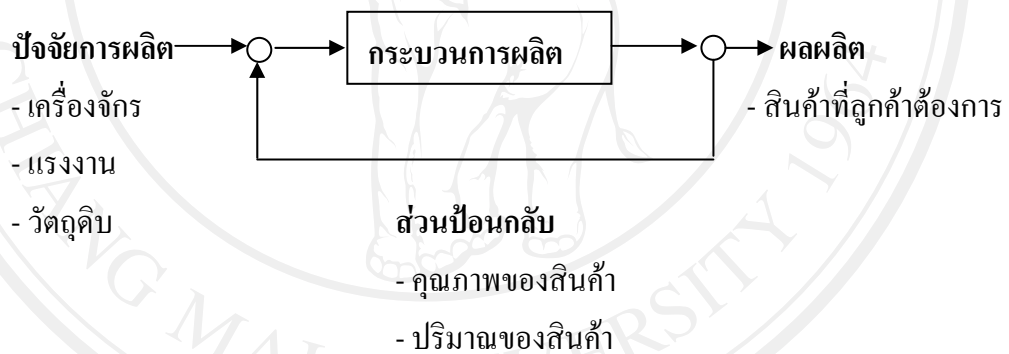 ปัจจัยการผลิต
กระบวนการผลิต
ผลผลิต
- เครื่องจักร
- สินค้าที่ลูกค้าต้องการ
- แรงงาน
- วัตถุดิบ
ส่วนป้อนกลับ
- คุณภาพของสินค้า
- ปริมาณของสินค้า